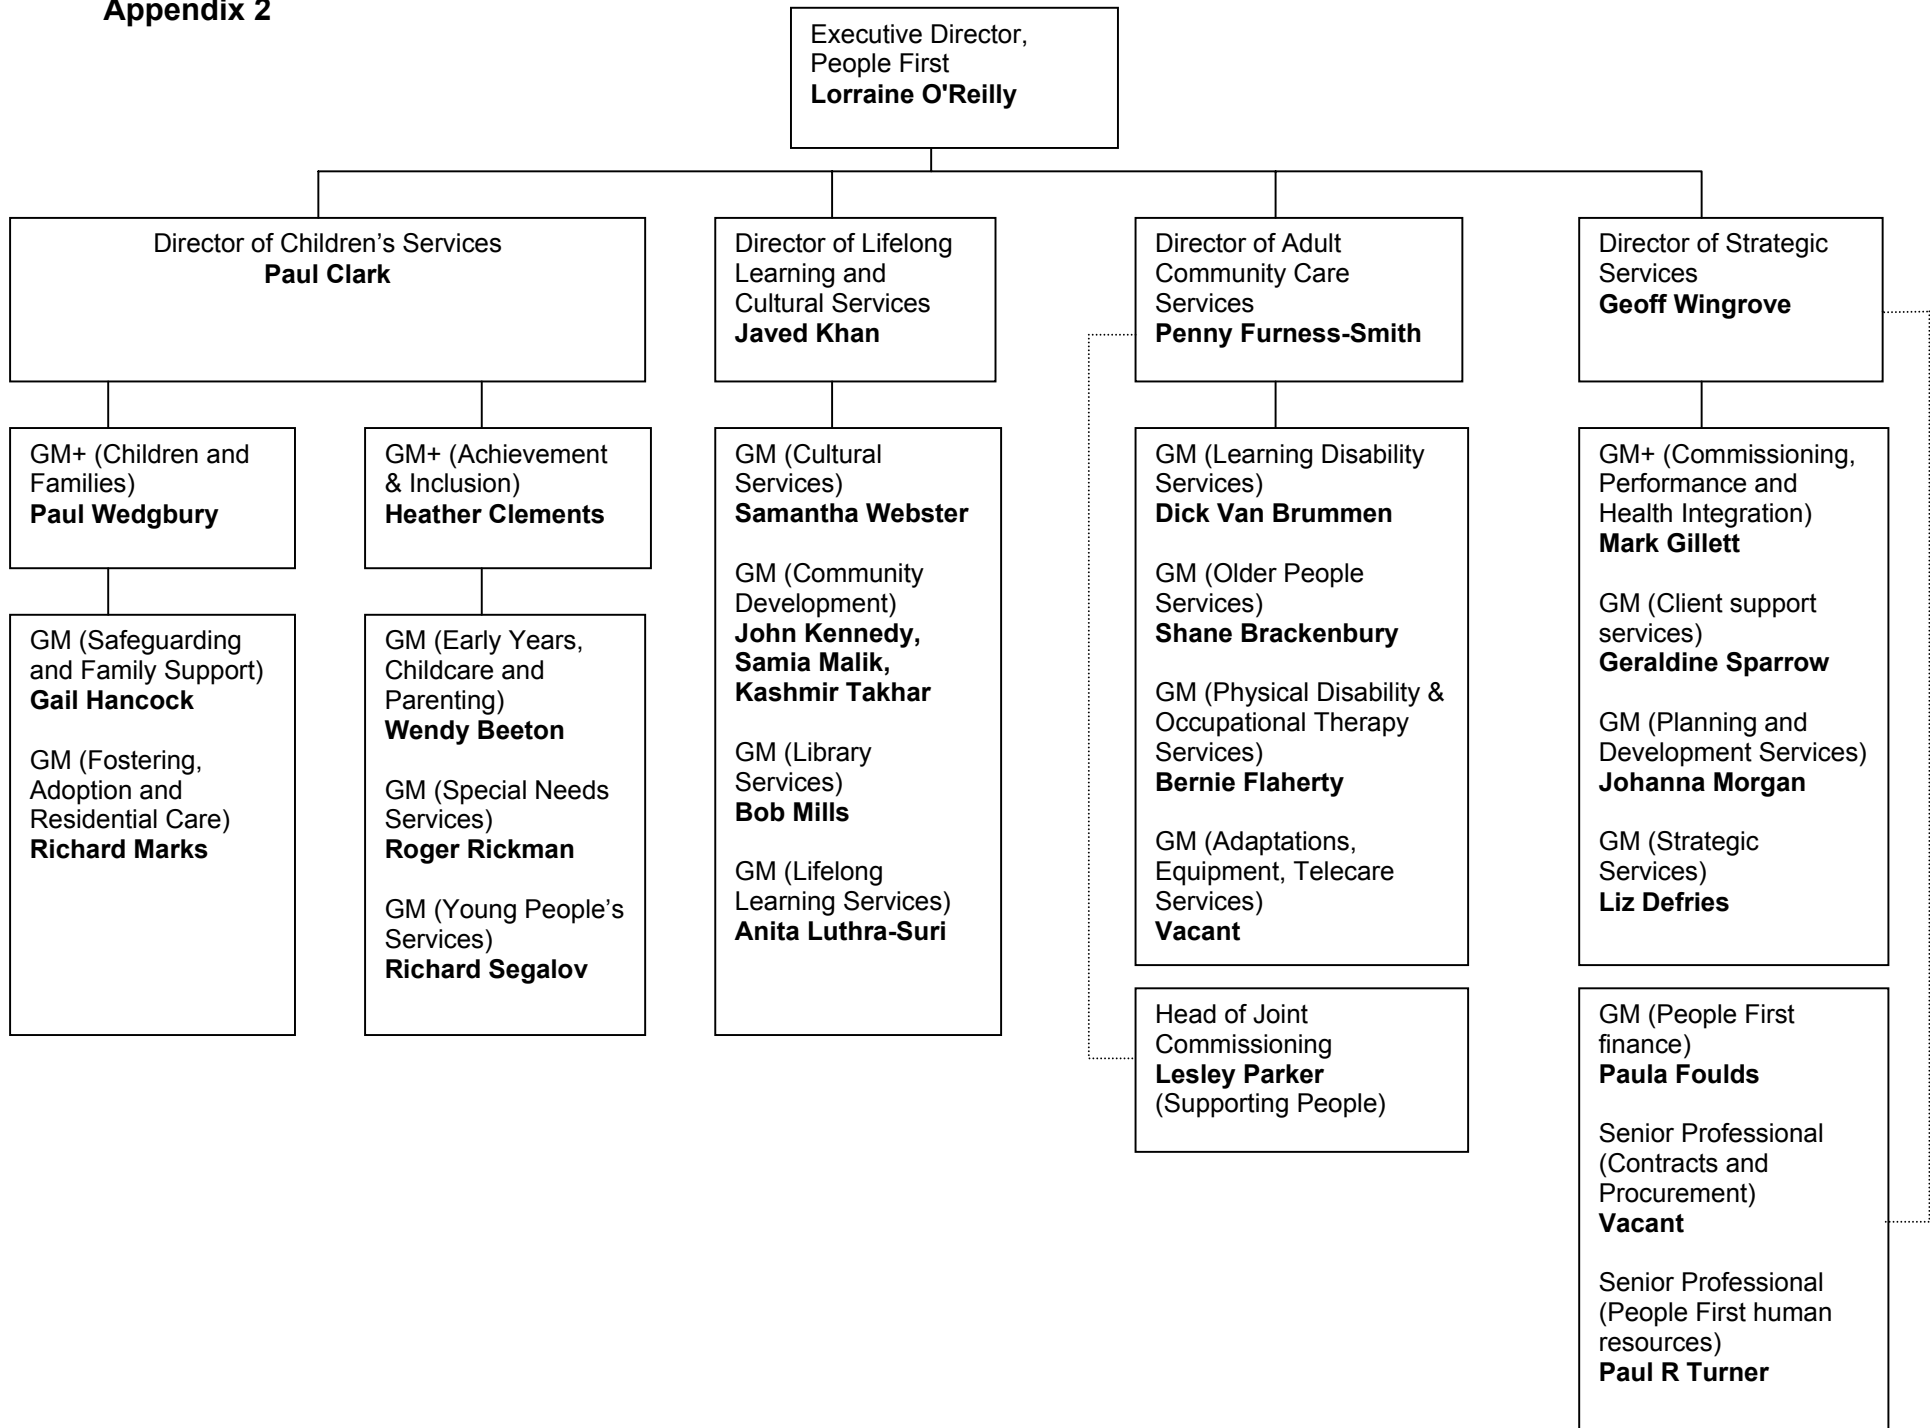 Appendix 2
Executive Director,
People First
Lorraine O'Reilly
Director of Children’s Services
Paul Clark
Director of Lifelong
Learning and
Cultural Services
Javed Khan
Director of Adult
Community Care
Services
Penny Furness-Smith
Director of Strategic
Services
Geoff Wingrove
GM+ (Children and
Families)
Paul Wedgbury
GM+ (Achievement
& Inclusion)
Heather Clements
GM (Safeguarding
and Family Support)
Gail Hancock
GM (Fostering,
Adoption and
Residential Care)
Richard Marks
GM (Early Years,
Childcare and
Parenting)
Wendy Beeton
GM (Special Needs
Services)
Roger Rickman
GM (Young People’s
Services)
Richard Segalov
GM (Cultural
Services)
Samantha Webster
GM (Community
Development)
John Kennedy,
Samia Malik,
Kashmir Takhar
GM (Library
Services)
Bob Mills
GM (Lifelong
Learning Services)
Anita Luthra-Suri
GM (Learning Disability
Services)
Dick Van Brummen
GM (Older People
Services)
Shane Brackenbury
GM (Physical Disability &
Occupational Therapy
Services)
Bernie Flaherty
GM (Adaptations,
Equipment, Telecare
Services)
Vacant
Head of Joint
Commissioning
Lesley Parker
(Supporting People)
GM+ (Commissioning,
Performance and
Health Integration)
Mark Gillett
GM (Client support
services)
Geraldine Sparrow
GM (Planning and
Development Services)
Johanna Morgan
GM (Strategic
Services)
Liz Defries
GM (People First
finance)
Paula Foulds
Senior Professional
(Contracts and
Procurement)
Vacant
Senior Professional
(People First human
resources)
Paul R Turner